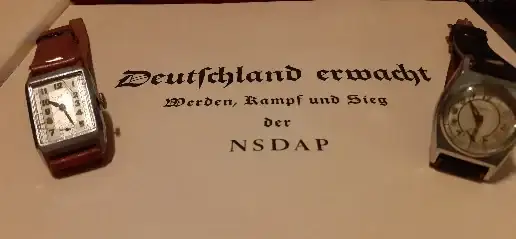 Deutſchland erwacht
Werden, Kampf und Sieg
der
NSDAP